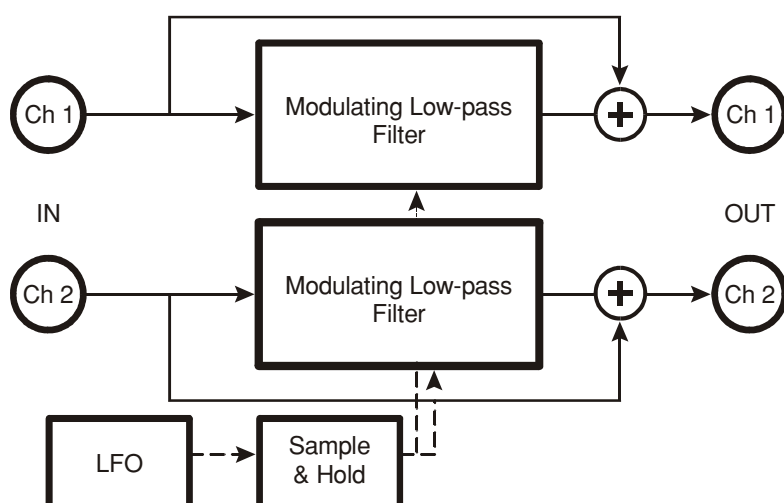 Ch 1
Modulating Low-pass
Filter
+
Ch 1
IN
OUT
Ch 2
Modulating Low-pass
Filter
+
Ch 2
LFO
Sample
& Hold